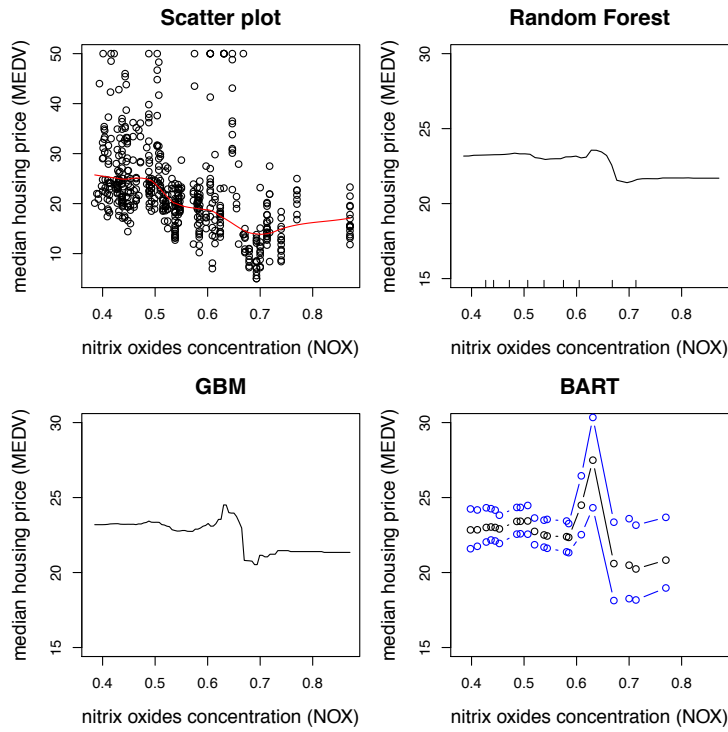 Scatter plot
median housing price (MEDV)
10 20 30 40 50
0.4 0.5 0.6 0.7 0.8
nitrix oxides concentration (NOX)
Random Forest
median housing price (MEDV)
15 20 25 30
0.4 0.5 0.6 0.7 0.8
nitrix oxides concentration (NOX)
GBM
median housing price (MEDV)
15 20 25 30
0.4 0.5 0.6 0.7 0.8
nitrix oxides concentration (NOX)
BART
median housing price (MEDV)
15 20 25 30
0.4 0.5 0.6 0.7 0.8
nitrix oxides concentration (NOX)